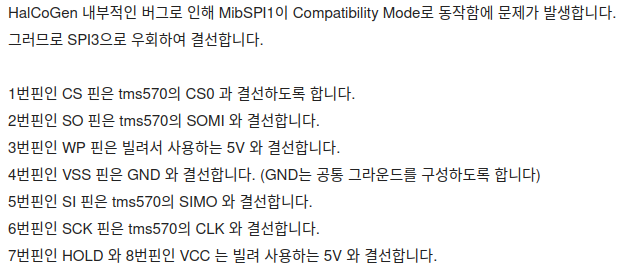 HalCoGen 내부적인 버그로 인해 MibSPI1이 Compatibility Mode로 동작함에 문제가 발생합니다.
그러므로 SPI3으로 우회하여 결선합니다.
1번핀인 CS 핀은 tms570의 CS0 과 결선하도록 합니다.
2번핀인 SO 핀은 tms570의 SOMI 와 결선합니다.
3번핀인 WP 핀은 빌려서 사용하는 5V 와 결선합니다.
4번핀인 VSS 핀은 GND 와 결선합니다. (GND는 공통 그라운드를 구성하도록 합니다)
5번핀인 SI 핀은 tms570의 SIMO 와 결선합니다.
6번핀인 SCK 핀은 tms570의 CLK 와 결선합니다.
7번핀인 HOLD 와 8번핀인 VCC 는 빌려 사용하는 5V 와 결선합니다.